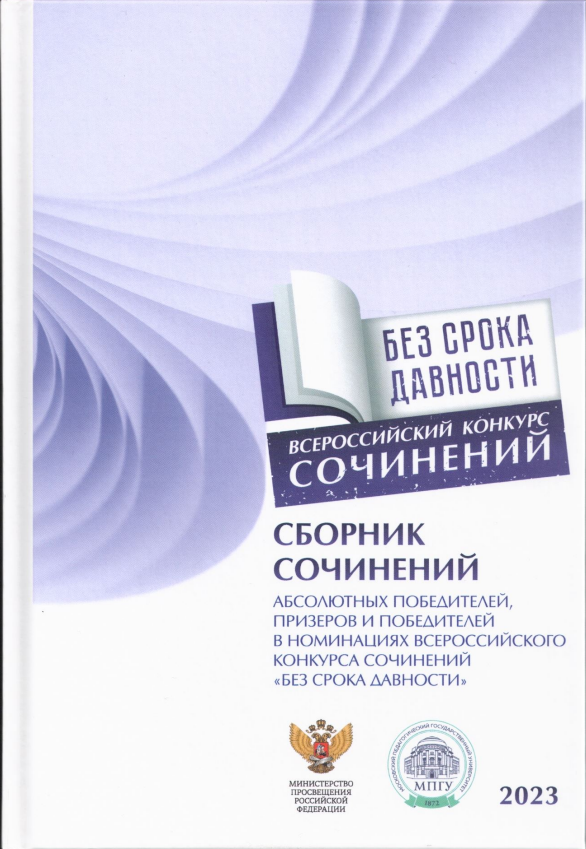 БЕЗ СРОКА
ДАВНОСТИ
ВСЕРОССИЙСКИЙ КОНКУРС
СОЧИНЕНИЙ
СБОРНИК
СОЧИНЕНИЙ
АБСОЛЮТНЫХ ПОБЕДИТЕЛЕЙ,
ПРИЗЕРОВ И ПОБЕДИТЕЛЕЙ
В НОМИНАЦИЯХ ВСЕРОССИЙСКОГО
КОНКУРСА СОЧИНЕНИЙ
«БЕЗ СРОКА ДАВНОСТИ»
МИНИСТЕРСТВО
ПРОСВЕЩЕНИЯ
РОССИЙСКОЙ
ФЕДЕРАЦИИ
МОСКОВСКИЙ ПЕДАГОГИЧЕСКИЙ ГОСУДАРСТВЕННЫЙ УНИВЕРСИТЕТ
МПГУ
1872
2023